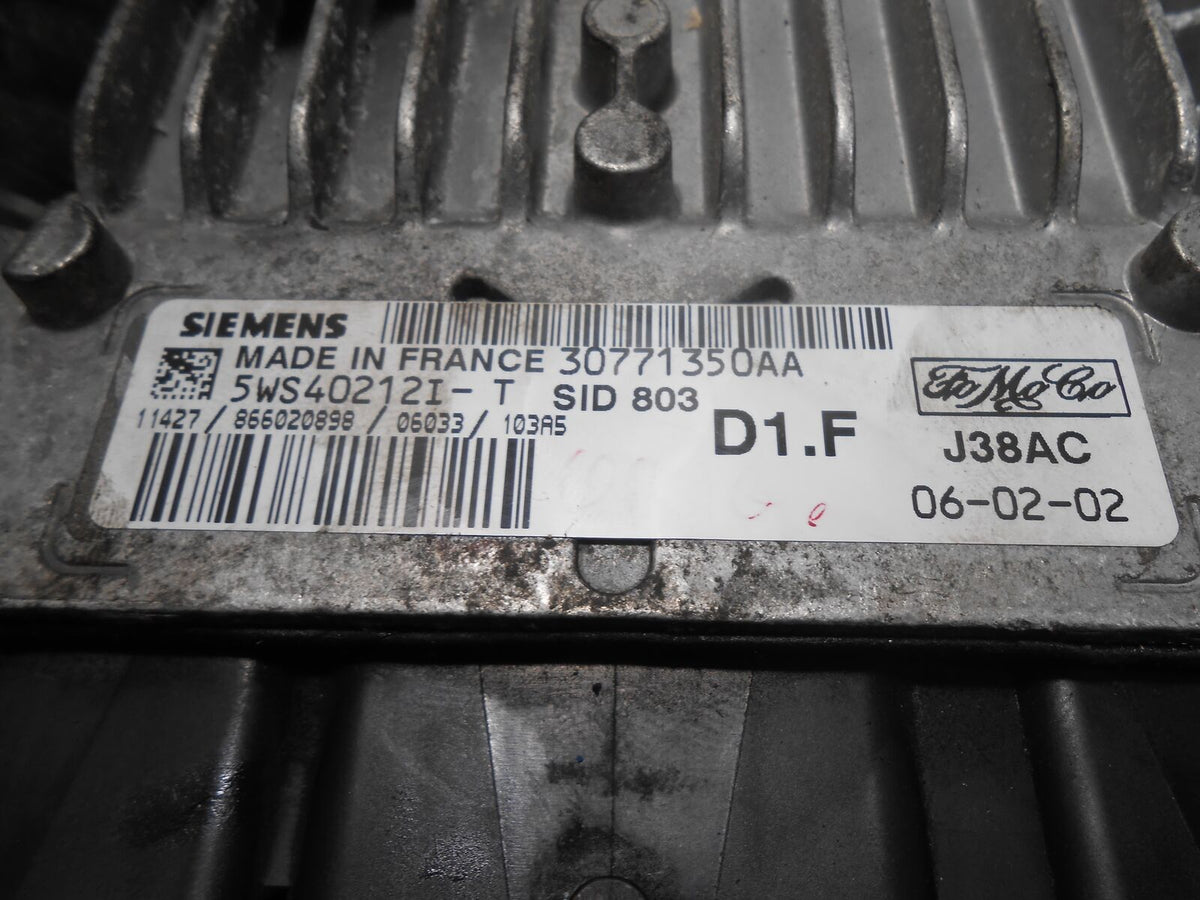 SIEMENS
MADE IN FRANCE 30771350AA
5WS40212I- T SID 803
11427 / 866020898 / 06033 / 103A5
D1.F
FoMoCo
J38AC
06-02-02